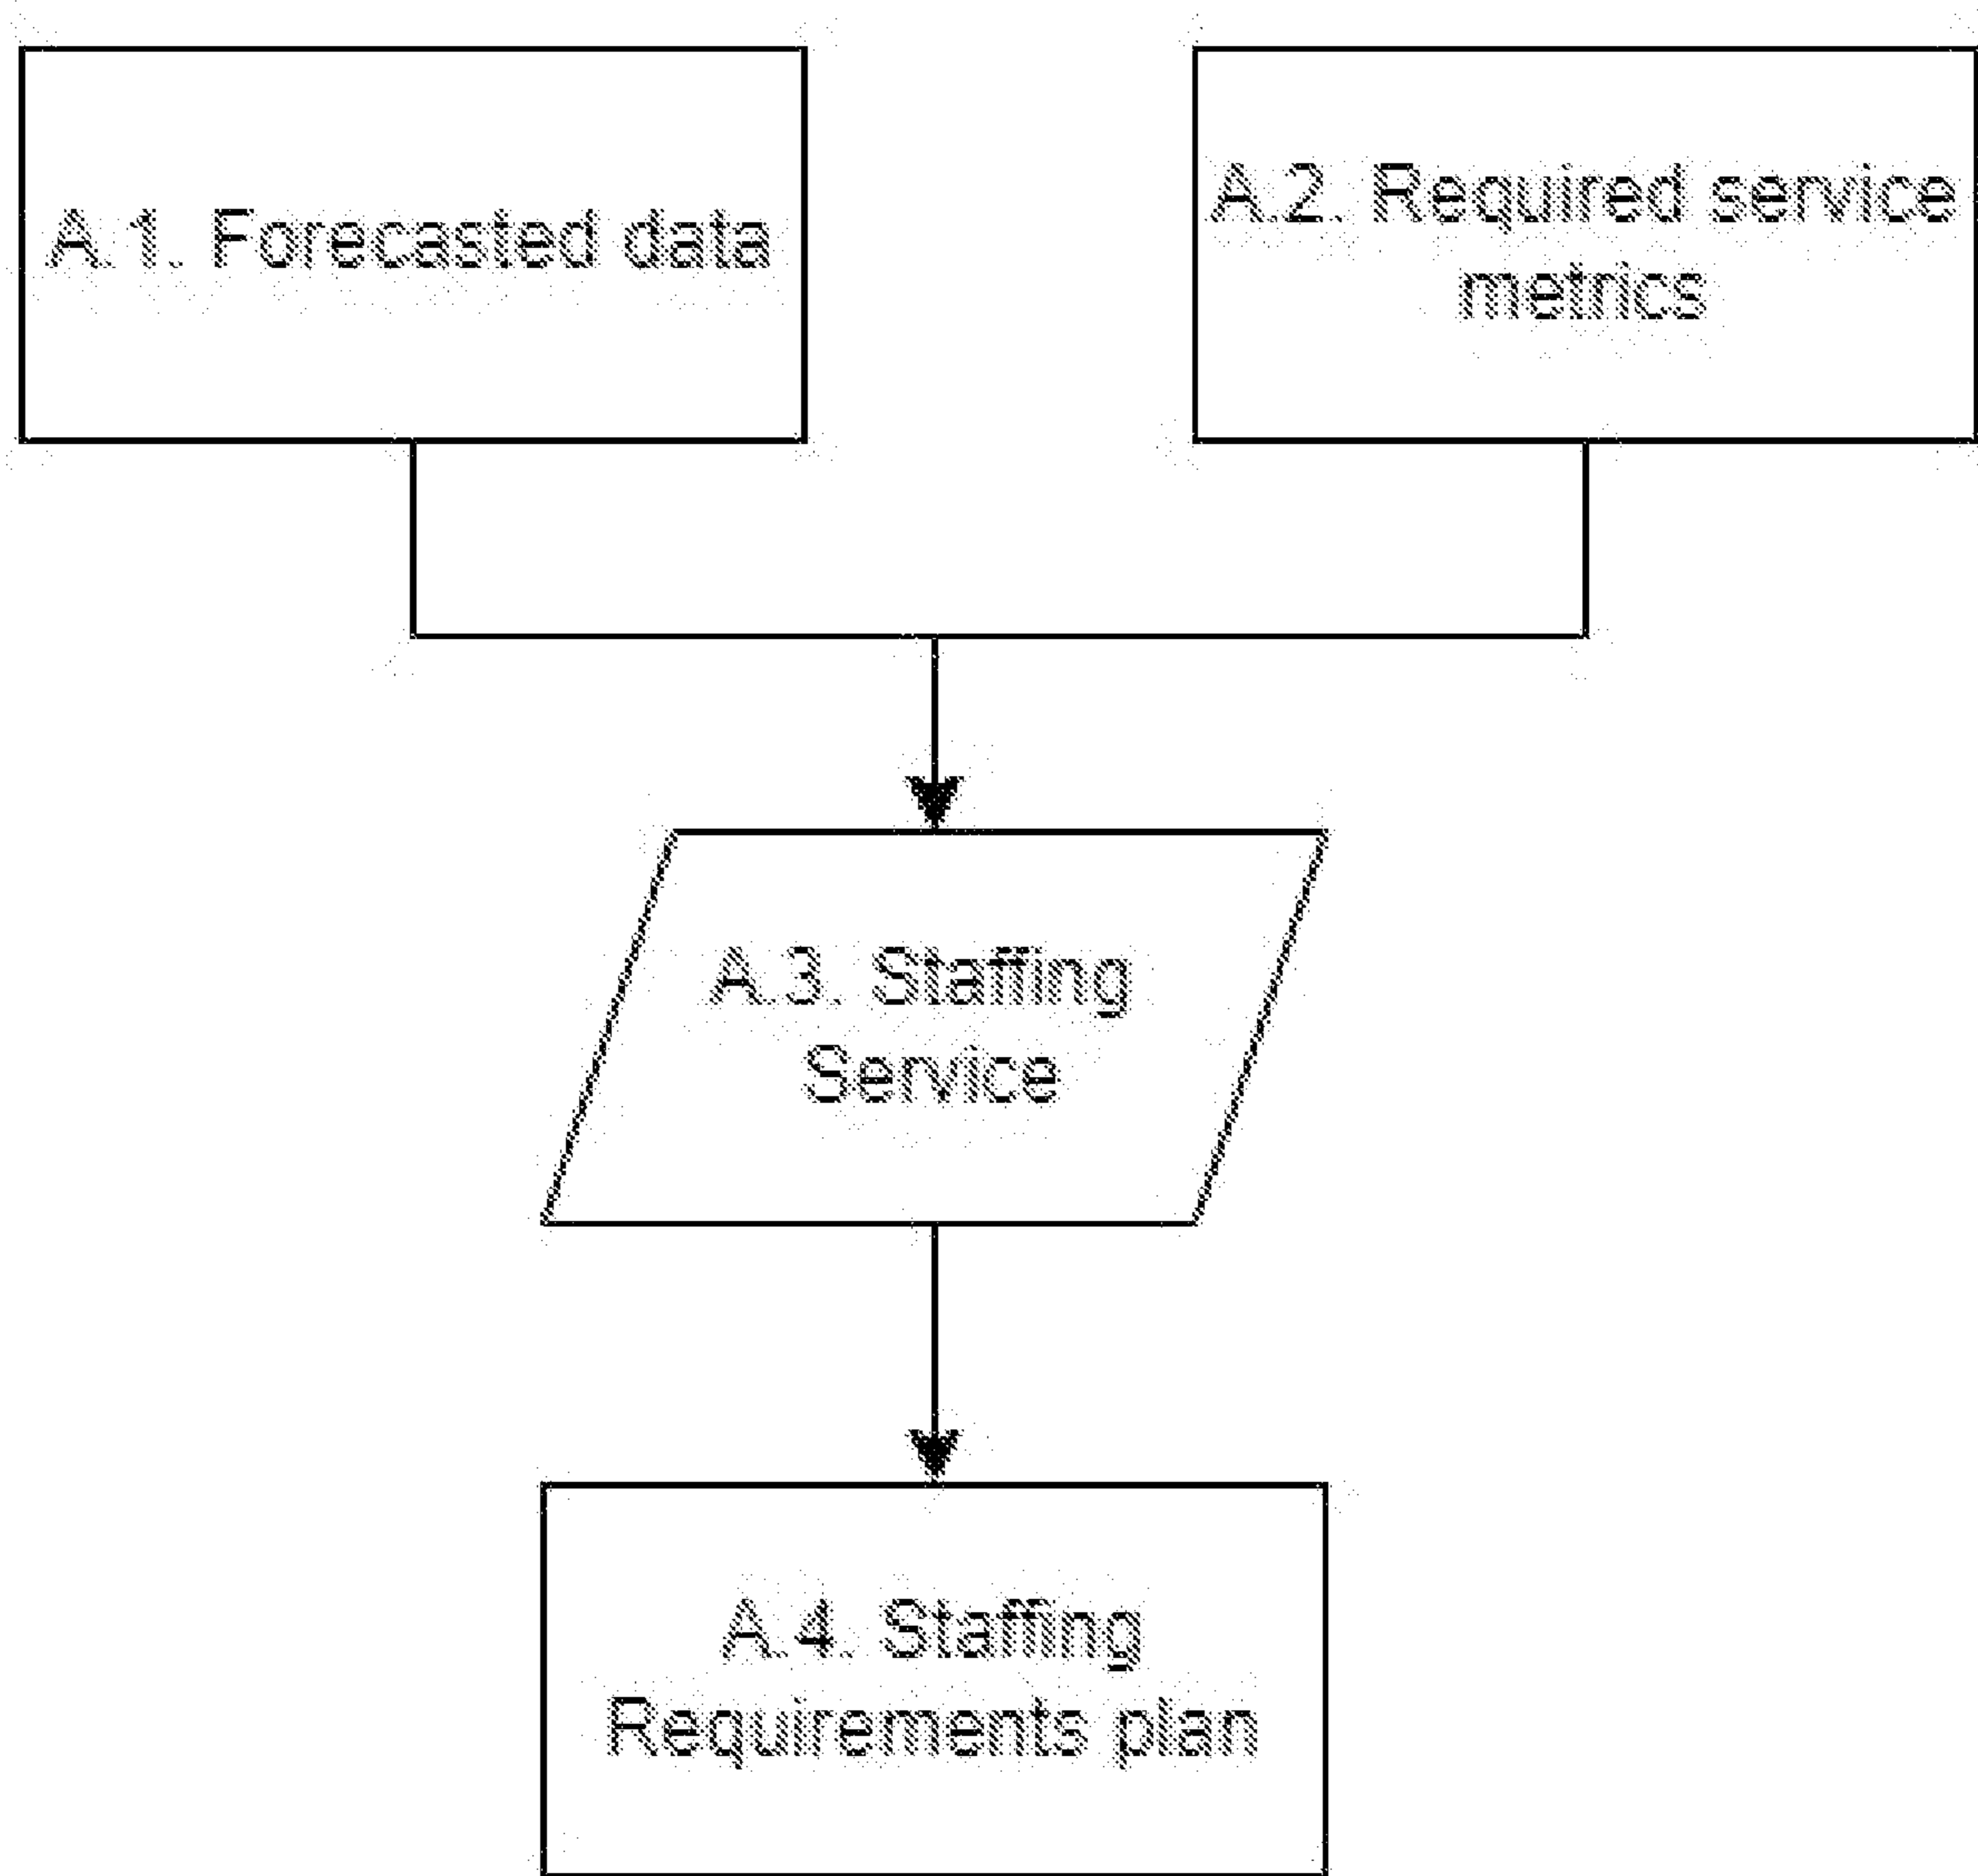 A.1. Forecasted data
A.2. Required service
metrics
A.3. Staffing
Service
A.4. Staffing
Requirements plan